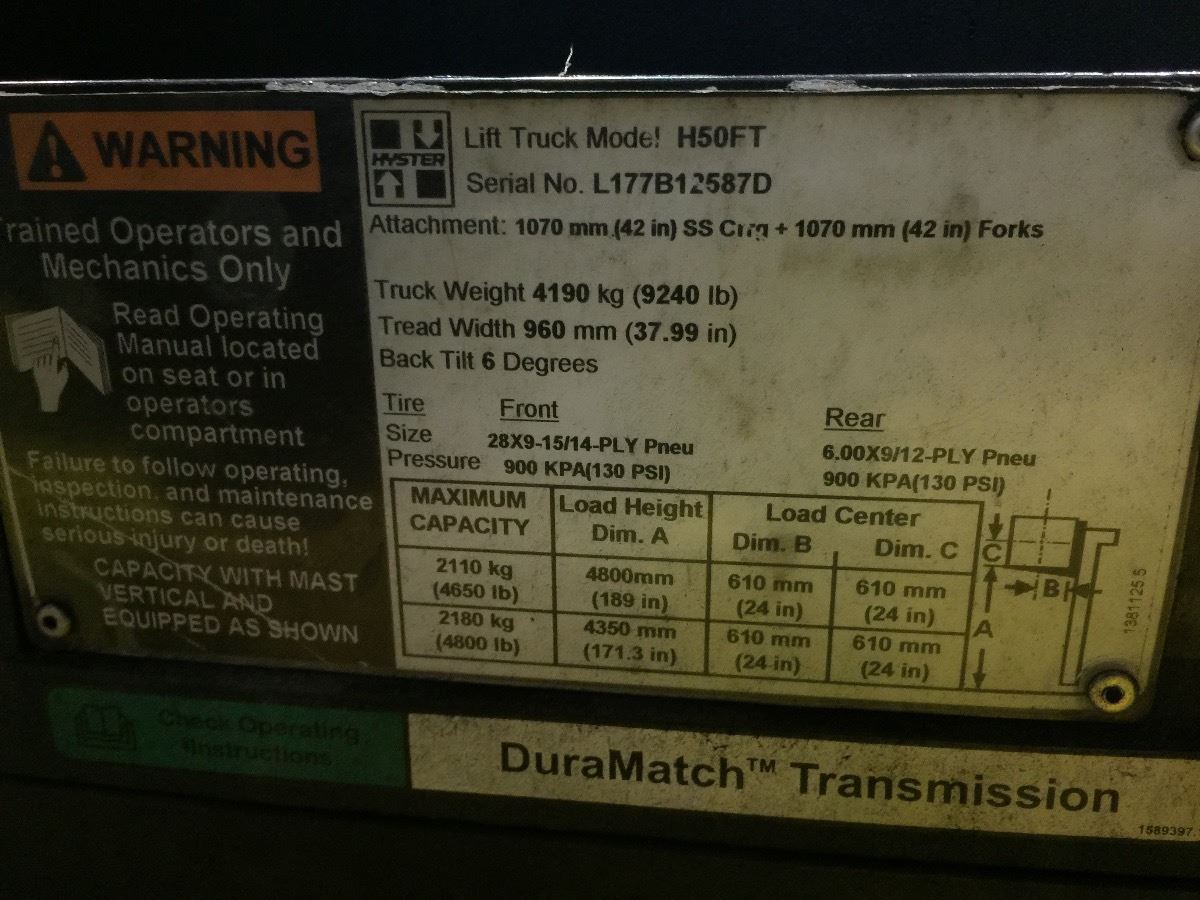 WARNING
rained Operators and
Mechanics Only
Read Operating
Manual located
on seat or in
operators
compartment
Failure to follow operating,
inspection, and maintenance
instructions can cause
serious injury or death!
CAPACITY WITH MAST
VERTICAL AND
EQUIPPED AS SHOWN
HYSTER
Lift Truck Model H50FT
Serial No. L177B12587D
Attachment: 1070 mm (42 in) SS + 1070 mm (42 in) Forks
Truck Weight 4190 kg (9240 lb)
Tread Width 960 mm (37.99 in)
Back Tilt 6 Degrees
Tire Front Rear
Size 28X9-15/14-PLY Pneu 6.00X9/12-PLY Pneu
Pressure 900 KPA(130 PSI) 900 KPA(130 PSI)
MAXIMUM CAPACITY Load Height Dim. A Load Center Dim. B Dim. C
2110 kg (4650 lb) 4800mm (189 in) 610 mm (24 in) 610 mm (24 in)
2180 kg (4800 lb) 4350 mm (171.3 in) 610 mm (24 in) 610 mm (24 in)
C
B
A
1381125 5
Check Operating
Instructions
DuraMatch™ Transmission
1589397